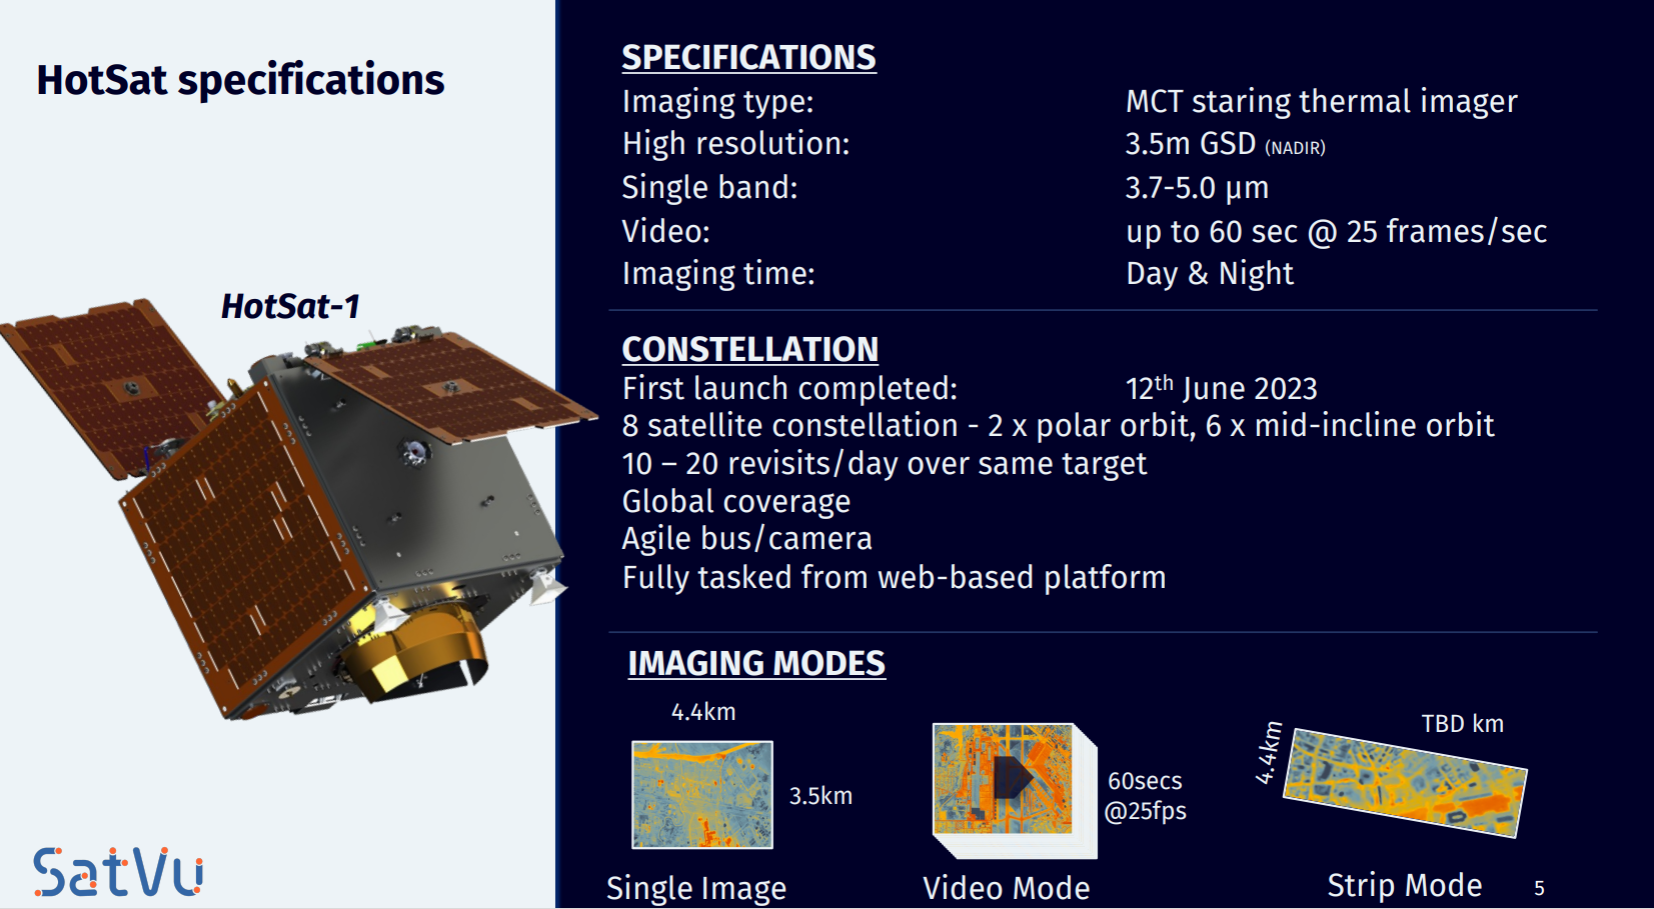 HotSat specifications
HotSat-1
SatVu
SPECIFICATIONS
Imaging type: MCT staring thermal imager
High resolution: 3.5m GSD (NADIR)
Single band: 3.7-5.0 µm
Video: up to 60 sec @ 25 frames/sec
Imaging time: Day & Night
CONSTELLATION
First launch completed: 12th June 2023
8 satellite constellation - 2 x polar orbit, 6 x mid-incline orbit
10 – 20 revisits/day over same target
Global coverage
Agile bus/camera
Fully tasked from web-based platform
IMAGING MODES
4.4km
3.5km
Single Image
60secs
@25fps
Video Mode
4.4km
TBD km
Strip Mode
5